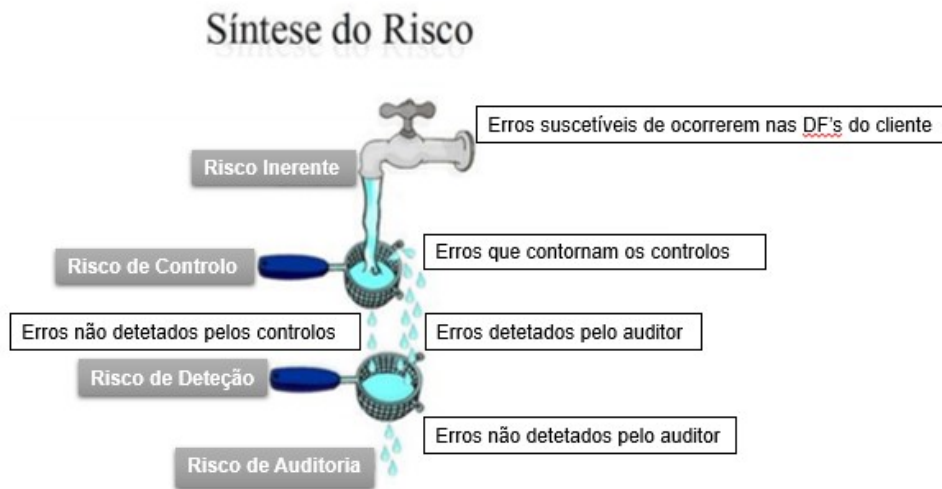 Síntese do Risco
Erros suscetíveis de ocorrerem nas DF's do cliente
Risco Inerente
Erros que contornam os controlos
Risco de Controlo
Erros não detetados pelos controlos
Erros detetados pelo auditor
Risco de Deteção
Erros não detetados pelo auditor
Risco de Auditoria